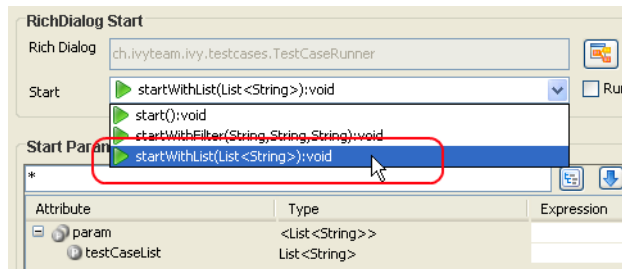 RichDialog Start
Rich Dialog ch.ivyteam.ivy.testcases.TestCaseRunner
Start startWithList(List<String>):void Run
start():void
startWithFilter(String,String,String):void
Start Param
startWithList(List<String>):void
*
Attribute Type Expression
param <List<String>>
testCaseList List<String>